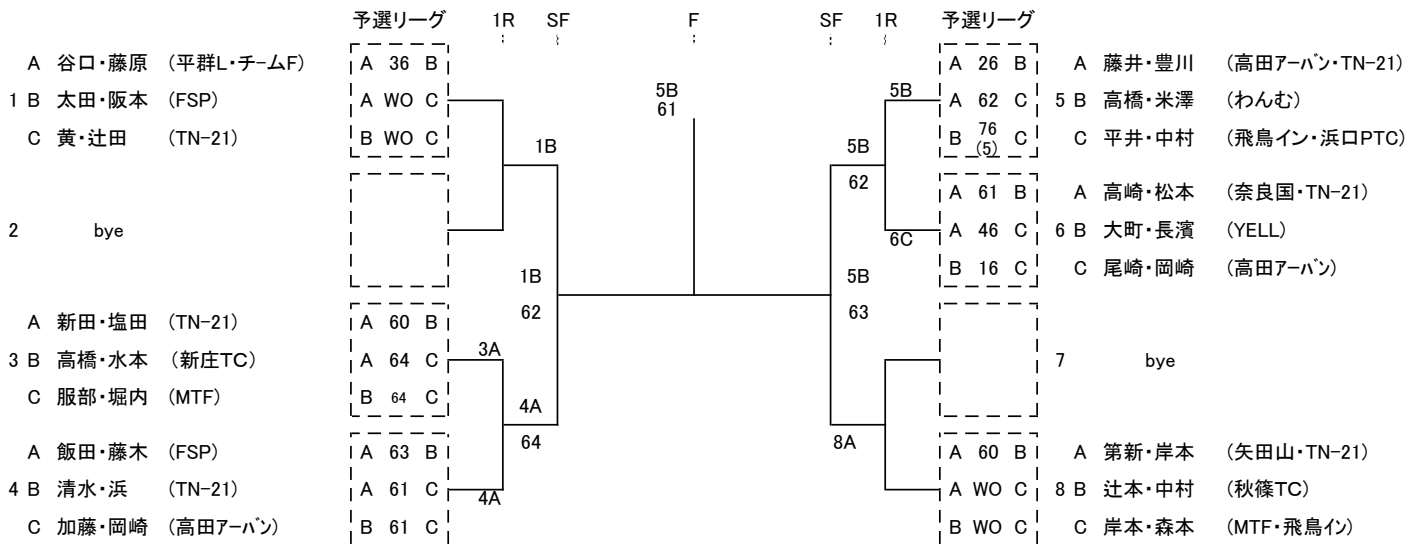 予選リーグ 1R SF F SF 1R 予選リーグ
A 谷口・藤原 (平群L・チームF) A 36 B
1 B 太田・阪本 (FSP) A WO C
C 黄・辻田 (TN-21) B WO C
1B
2 bye
1B
62
A 新田・塩田 (TN-21) A 60 B
3 B 高橋・水本 (新庄TC) A 64 C 3A
C 服部・堀内 (MTF) B 64 C
4A
64
A 飯田・藤木 (FSP) A 63 B
4 B 清水・浜 (TN-21) A 61 C 4A
C 加藤・岡崎 (高田アーバン) B 61 C
5B
61
A 26 B A 藤井・豊川 (高田アーバン・TN-21)
5B A 62 C 5 B 高橋・米澤 (わんむ)
B 76(5) C C 平井・中村 (飛鳥イン・浜口PTC)
5B
62
A 61 B A 高崎・松本 (奈良国・TN-21)
6C A 46 C 6 B 大町・長濱 (YELL)
B 16 C C 尾崎・岡崎 (高田アーバン)
5B
63
7 bye
8A
A 60 B A 第新・岸本 (矢田山・TN-21)
A WO C 8 B 辻本・中村 (秋篠TC)
B WO C C 岸本・森本 (MTF・飛鳥イン)